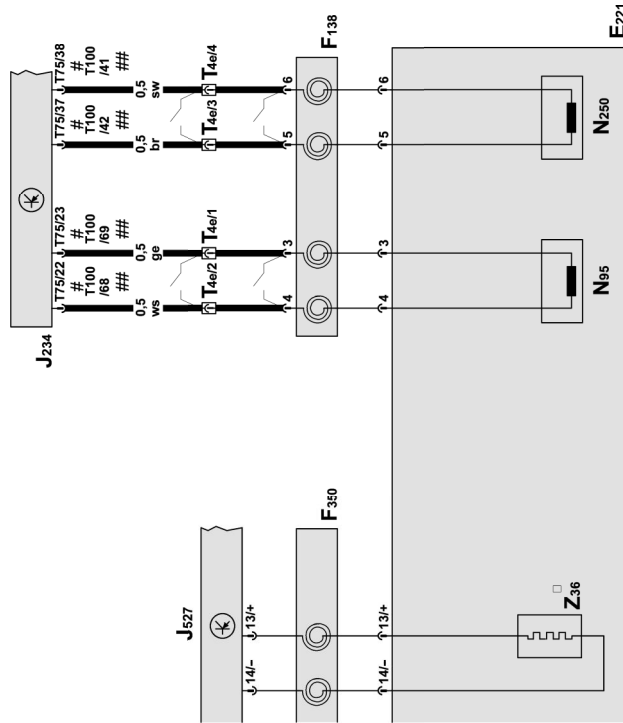 J234
T75/22
#
T100
/68
##
T75/23
#
T100
/69
##
T75/37
#
T100
/42
##
T75/38
#
T100
/41
##
0,5
ws
0,5
ge
0,5
br
0,5
sw
T4e/2
T4e/1
T4e/3
T4e/4
4
3
5
6
F138
4
3
5
6
N95
N250
E221
J527
14/–
13/+
F350
14/–
13/+
Z36